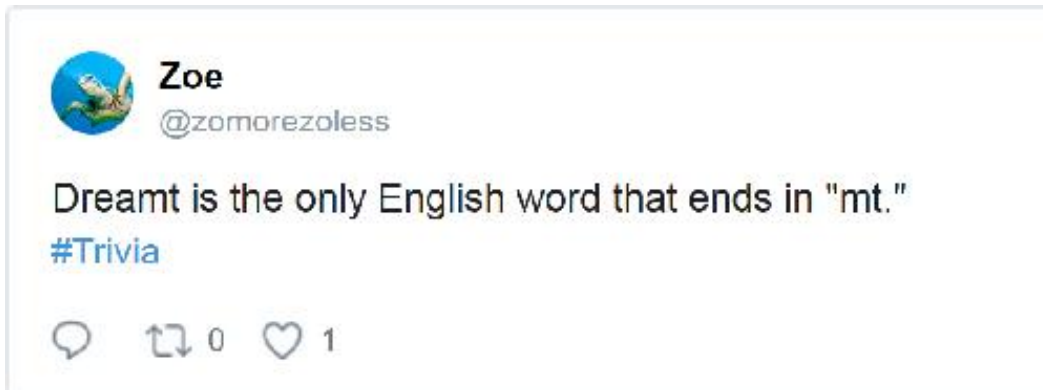 Zoe
@zomorezoless
Dreamt is the only English word that ends in "mt."
#Trivia
0 1